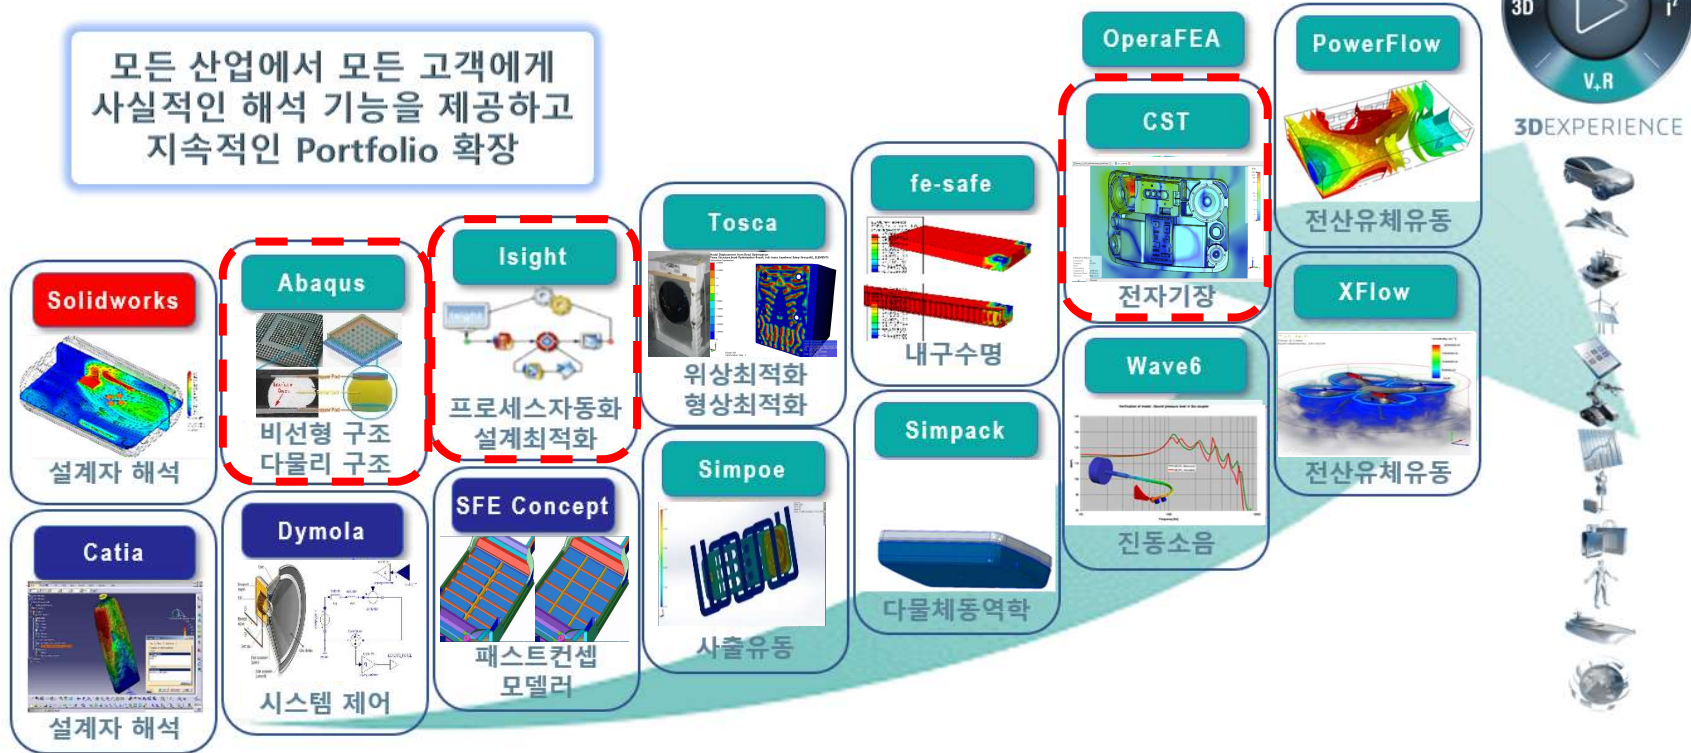 모든 산업에서 모든 고객에게
사실적인 해석 기능을 제공하고
지속적인 Portfolio 확장
3D
i²
V+R
3DEXPERIENCE
Solidworks
설계자 해석
Catia
설계자 해석
Abaqus
비선형 구조
다물리 구조
Dymola
시스템 제어
Isight
프로세스자동화
설계최적화
SFE Concept
패스트컨셉
모델러
Tosca
위상최적화
형상최적화
Simpoe
사출유동
fe-safe
내구수명
Simpack
다물체동역학
OperaFEA
CST
전자기장
Wave6
진동소음
PowerFlow
전산유체유동
XFlow
전산유체유동